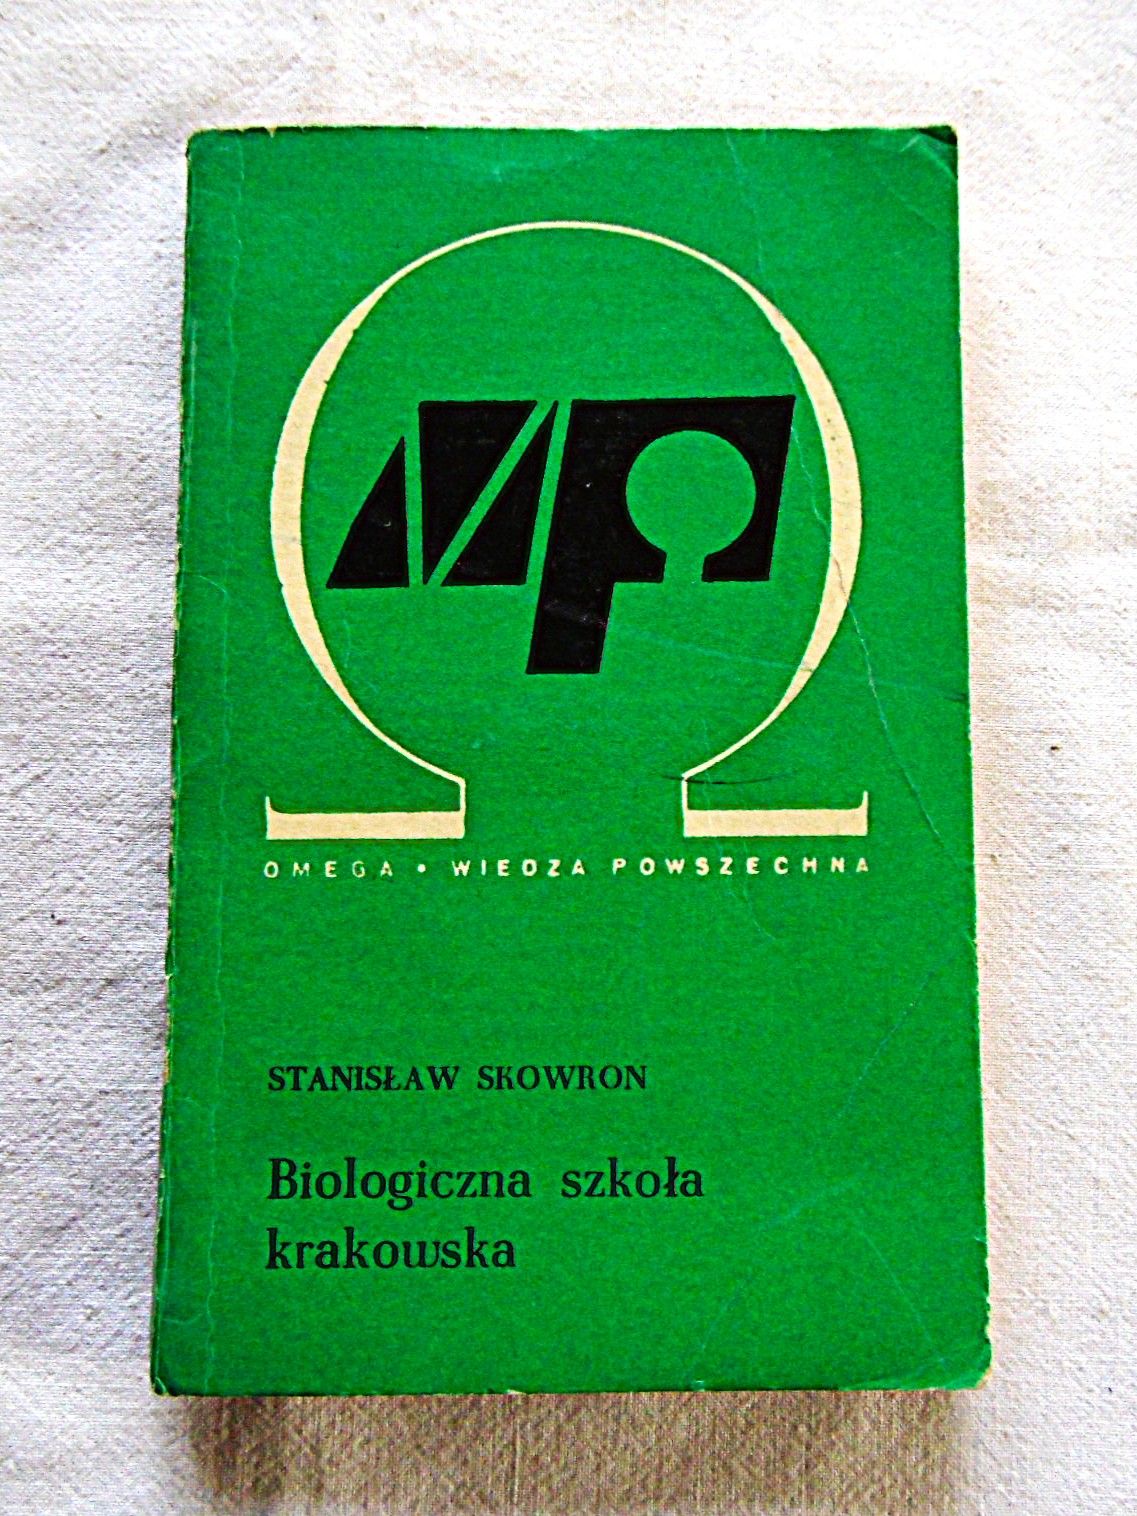 OMEGA • WIEDZA POWSZECHNA
STANISŁAW SKOWRON
Biologiczna szkoła
krakowska